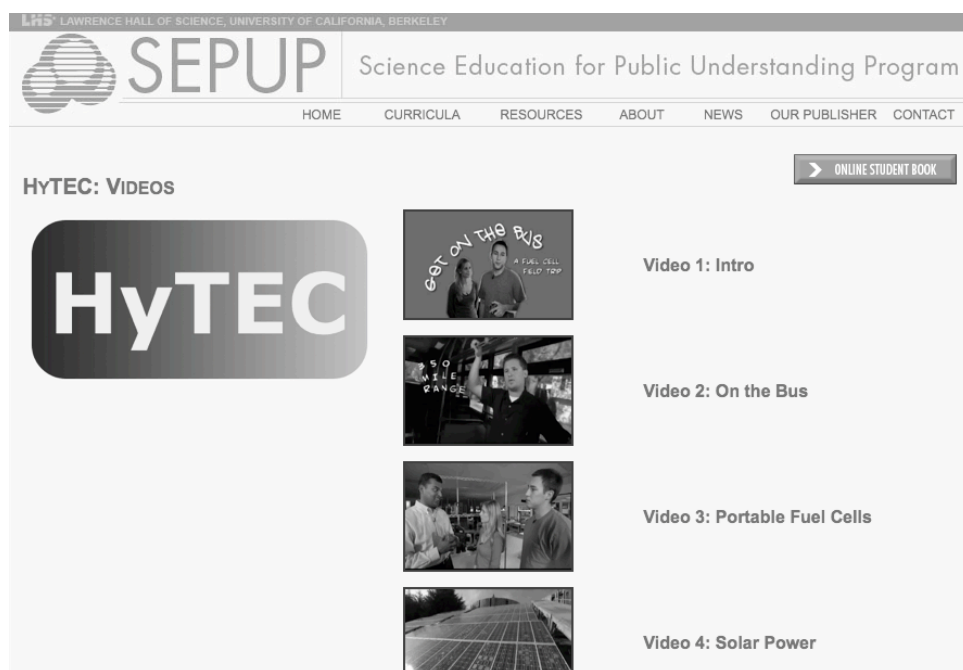 LHS LAWRENCE HALL OF SCIENCE, UNIVERSITY OF CALIFORNIA, BERKELEY
SEPUP Science Education for Public Understanding Program
HOME CURRICULA RESOURCES ABOUT NEWS OUR PUBLISHER CONTACT
ONLINE STUDENT BOOK
HYTEC: VIDEOS
HyTEC
GET ON THE BUS
A FUEL CELL
FIELD TRIP
Video 1: Intro
350
MILE
RANGE
Video 2: On the Bus
Video 3: Portable Fuel Cells
Video 4: Solar Power